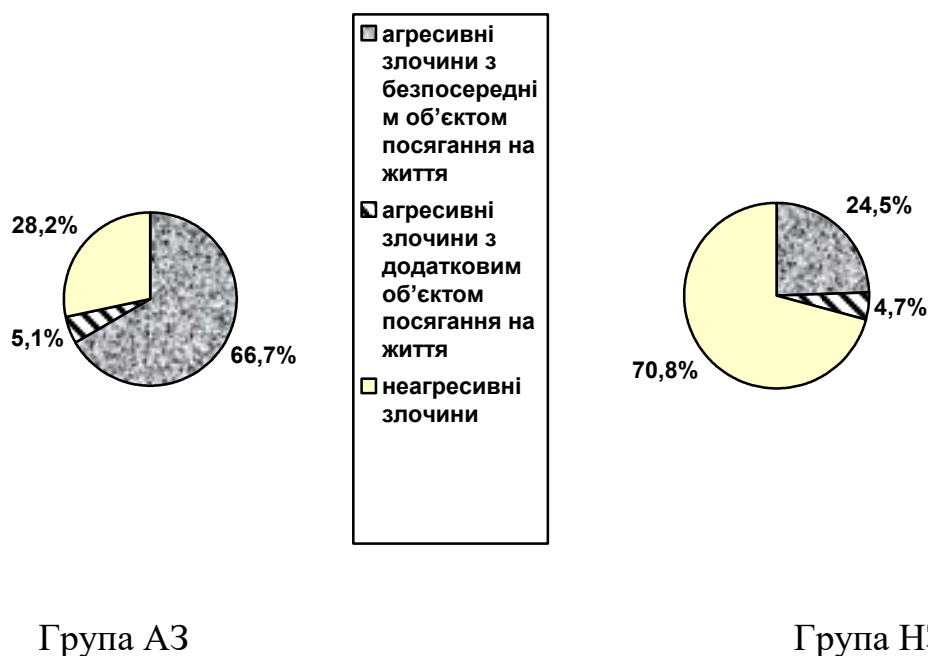 агресивні
злочини з
безпосередні
м об’єктом
посягання на
життя
агресивні
злочини з
додатковим
об’єктом
посягання на
життя
неагресивні
злочини
28,2%
5,1%
66,7%
24,5%
4,7%
70,8%
Група АЗ
Група